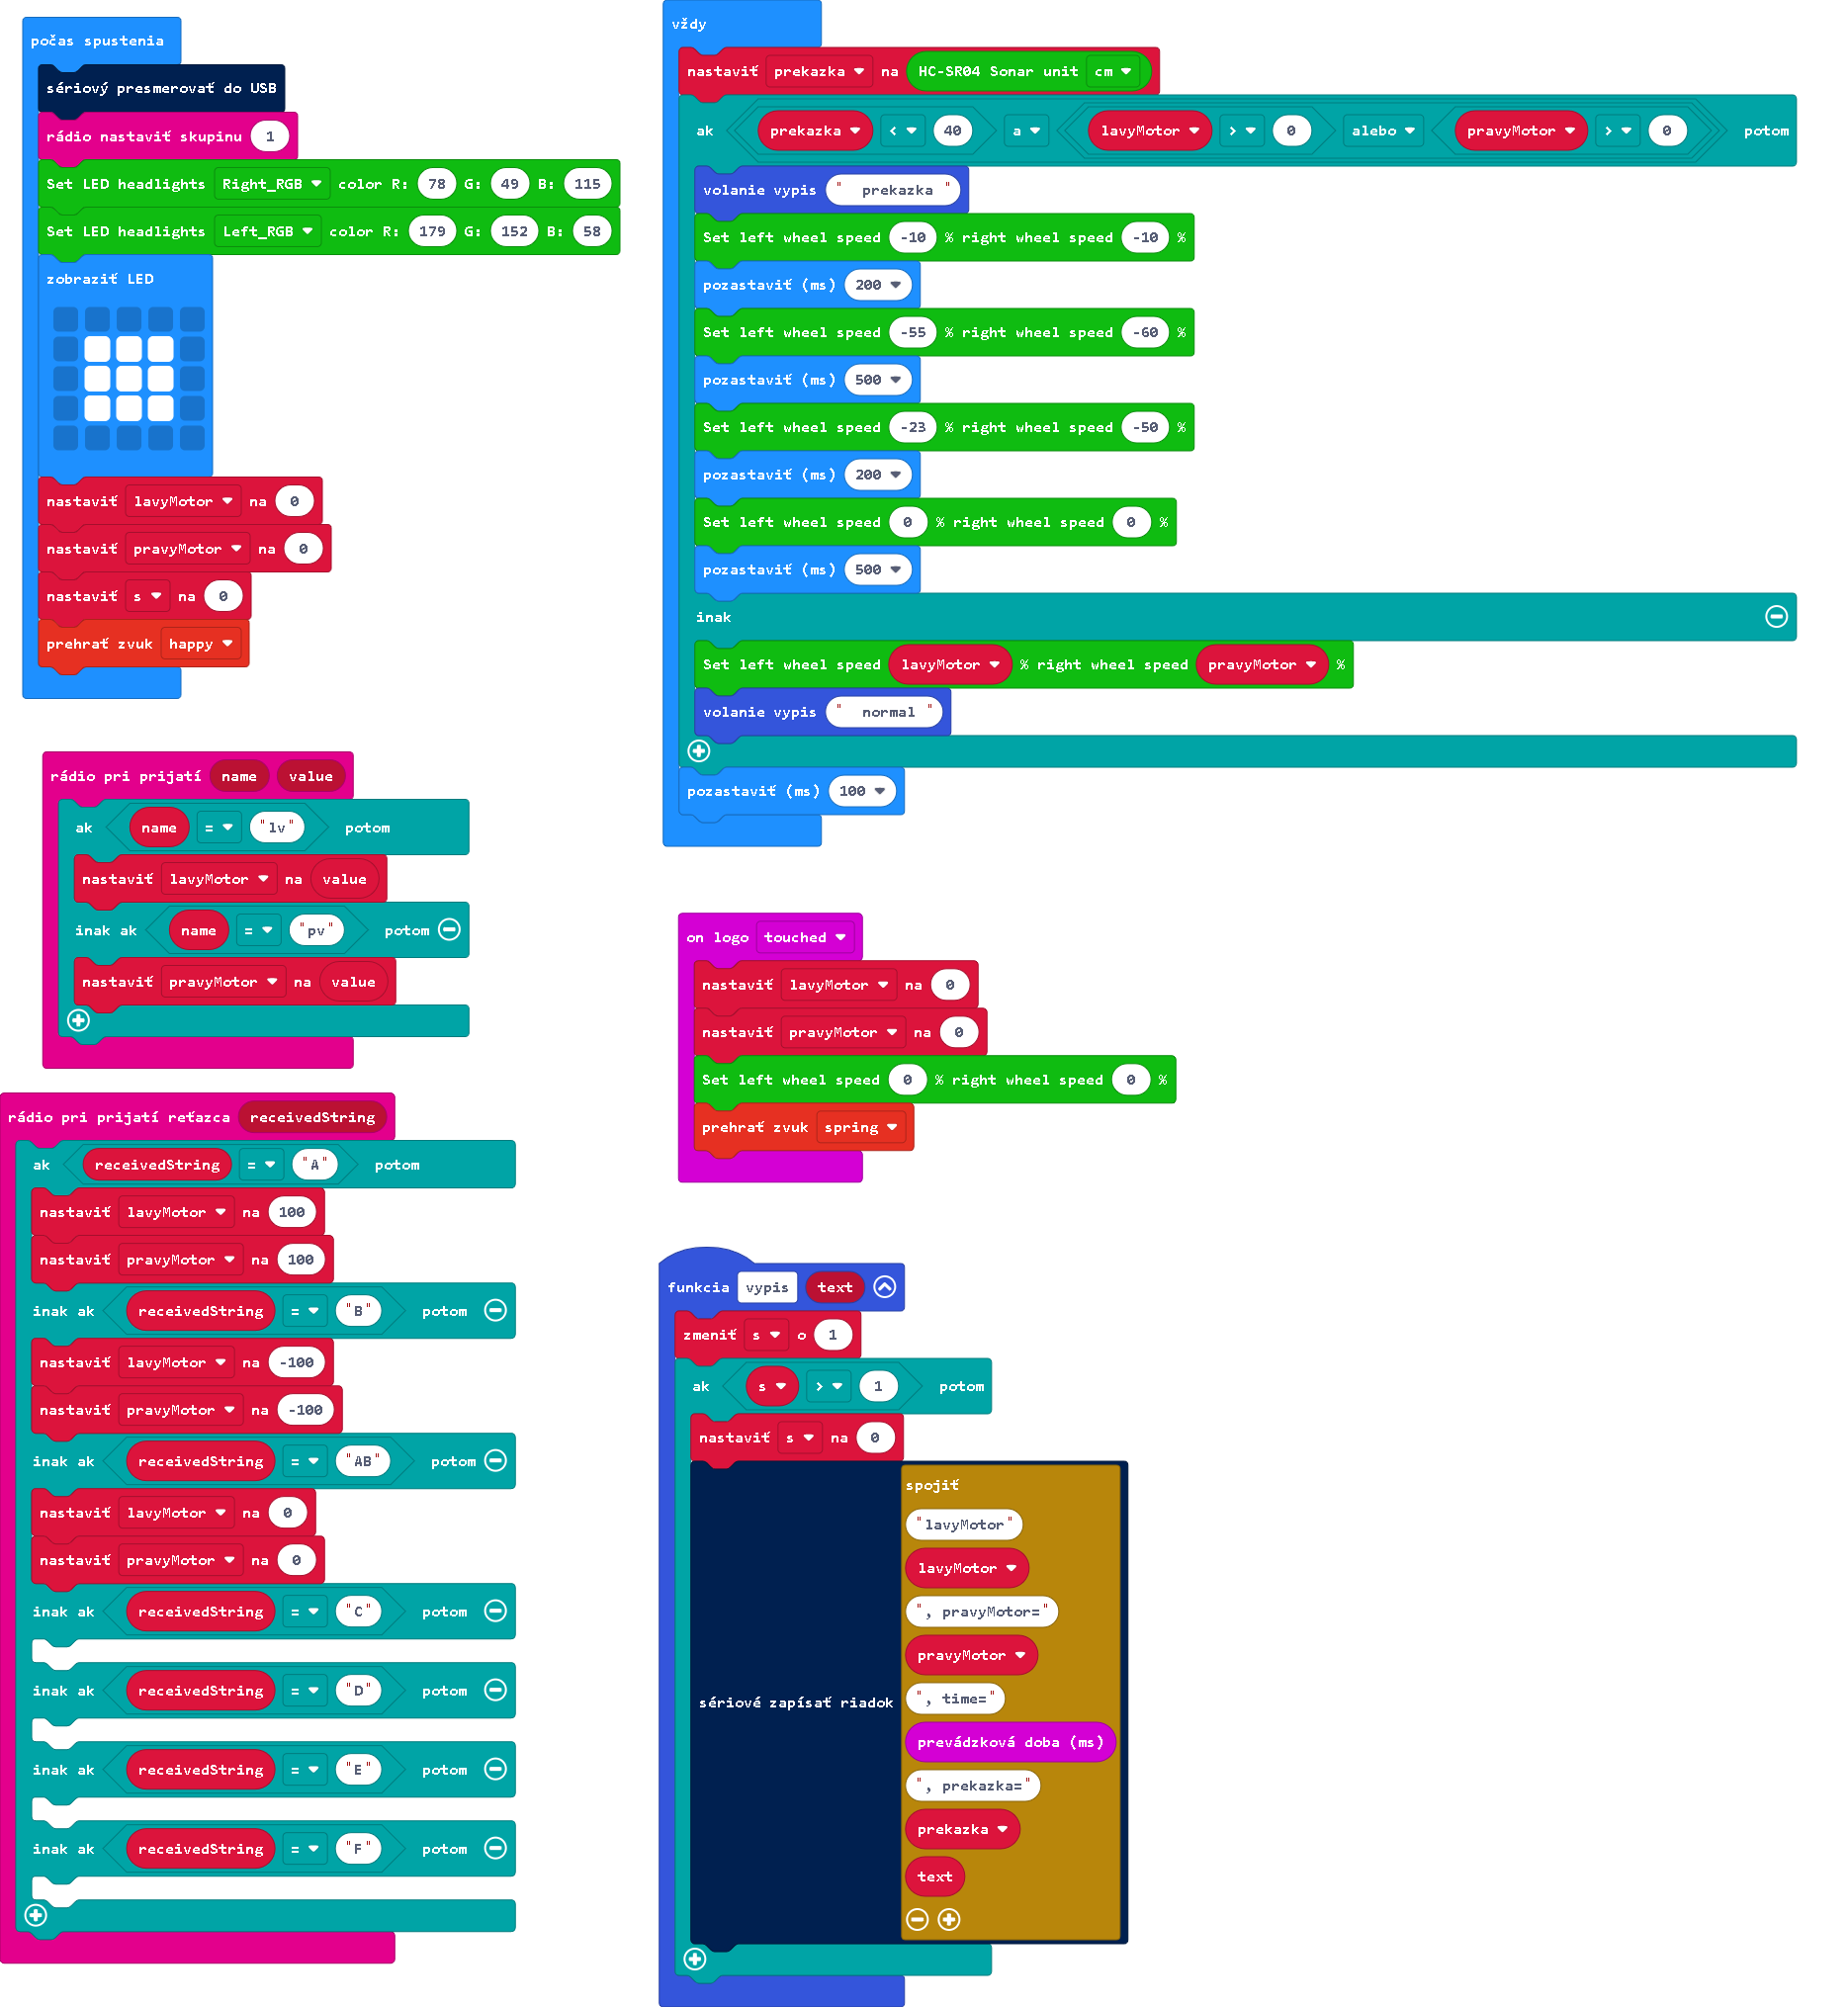 počas spustenia
sériový presmerovať do USB
rádio nastaviť skupinu 1
Set LED headlights Right_RGB color R: 78 G: 49 B: 115
Set LED headlights Left_RGB color R: 179 G: 152 B: 58
zobraziť LED
nastaviť lavyMotor na 0
nastaviť pravyMotor na 0
nastaviť s na 0
prehrať zvuk happy
rádio pri prijatí name value
ak name = "lv" potom
nastaviť lavyMotor na value
inak ak name = "pv" potom
nastaviť pravyMotor na value
rádio pri prijatí reťazca receivedString
ak receivedString = "A" potom
nastaviť lavyMotor na 100
nastaviť pravyMotor na 100
inak ak receivedString = "B" potom
nastaviť lavyMotor na -100
nastaviť pravyMotor na -100
inak ak receivedString = "AB" potom
nastaviť lavyMotor na 0
nastaviť pravyMotor na 0
inak ak receivedString = "C" potom
inak ak receivedString = "D" potom
inak ak receivedString = "E" potom
inak ak receivedString = "F" potom
vždy
nastaviť prekazka na HC-SR04 Sonar unit cm
ak prekazka < 40 a lavyMotor > 0 alebo pravyMotor > 0 potom
volanie vypis " prekazka "
Set left wheel speed -10 % right wheel speed -10 %
pozastaviť (ms) 200
Set left wheel speed -55 % right wheel speed -60 %
pozastaviť (ms) 500
Set left wheel speed -23 % right wheel speed -50 %
pozastaviť (ms) 200
Set left wheel speed 0 % right wheel speed 0 %
pozastaviť (ms) 500
inak
Set left wheel speed lavyMotor % right wheel speed pravyMotor %
volanie vypis " normal "
pozastaviť (ms) 100
on logo touched
nastaviť lavyMotor na 0
nastaviť pravyMotor na 0
Set left wheel speed 0 % right wheel speed 0 %
prehrať zvuk spring
funkcia vypis text
zmeniť s o 1
ak s > 1 potom
nastaviť s na 0
sériové zapísať riadok
spojiť
"lavyMotor"
lavyMotor
", pravyMotor="
pravyMotor
", time="
prevádzková doba (ms)
", prekazka="
prekazka
text